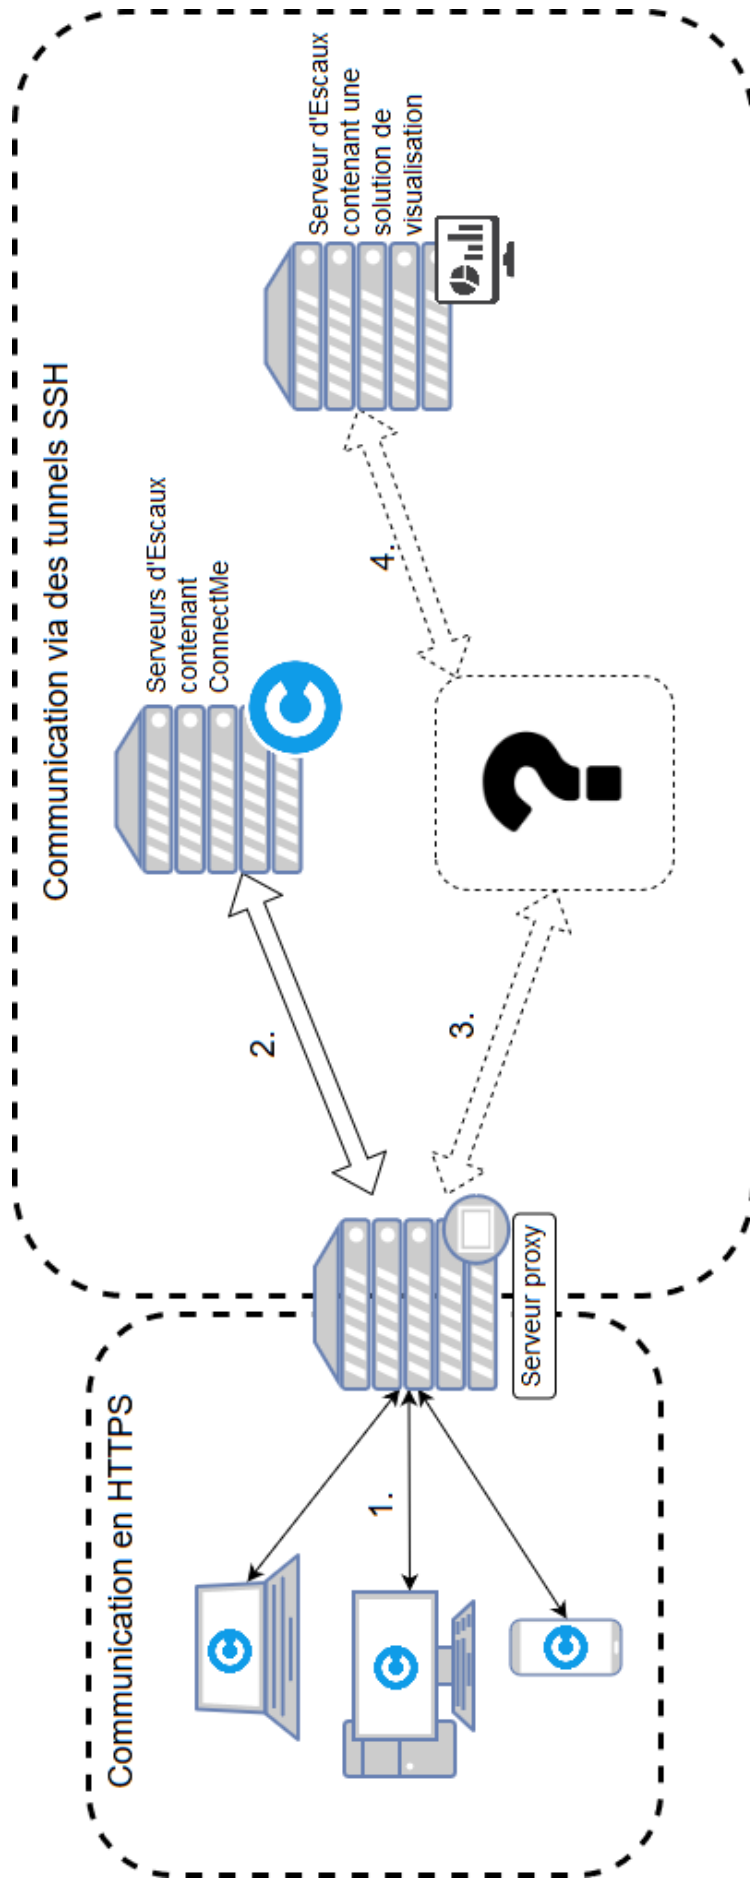 Communication en HTTPS
1.
Serveur proxy
Communication via des tunnels SSH
2.
Serveurs d'Escaux
contenant
ConnectMe
3.
?
4.
Serveur d'Escaux
contenant une
solution de
visualisation